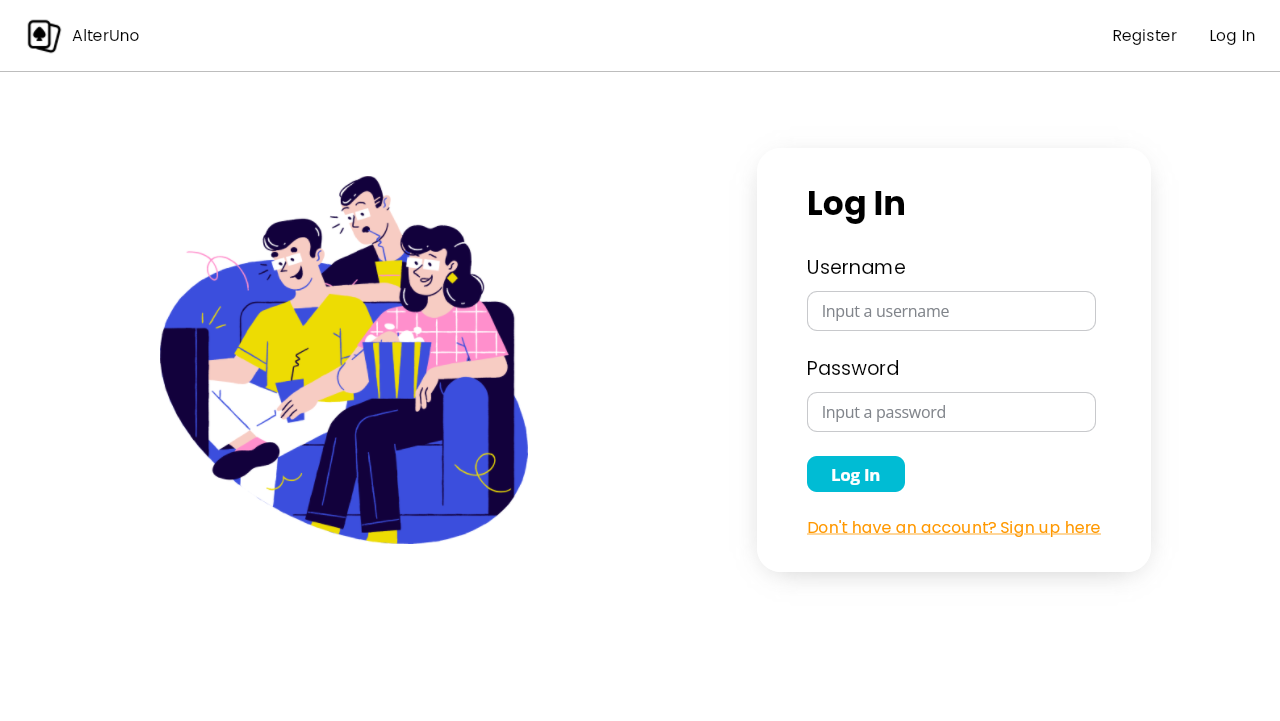 AlterUno
Register
Log In
Log In
Username
Input a username
Password
Input a password
Log In
Don't have an account? Sign up here